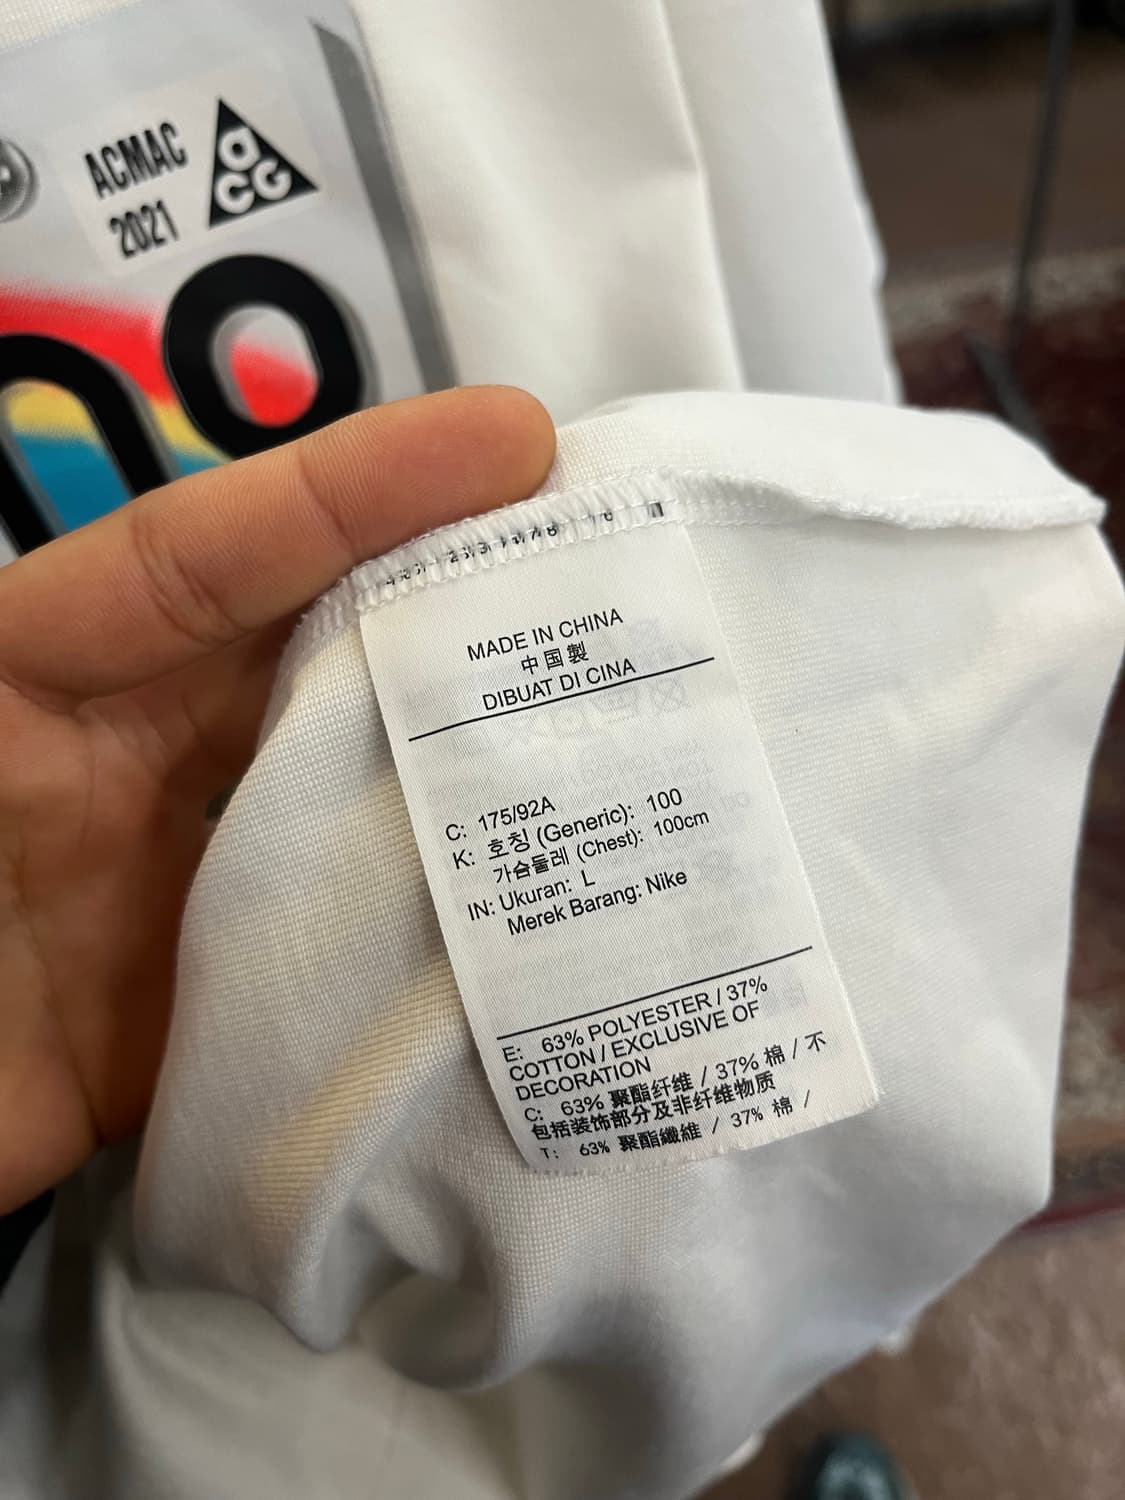 ACMAC
2021
a
CG
no
MADE IN CHINA
中国製
DIBUAT DI CINA
C: 175/92A
K: 호칭 (Generic): 100
가슴둘레 (Chest): 100cm
IN: Ukuran: L
Merek Barang: Nike
E: 63% POLYESTER / 37%
COTTON / EXCLUSIVE OF
DECORATION
C: 63% 聚酯纤维 / 37% 棉 / 不
包括装饰部分及非纤维物质
T: 63% 聚酯纖維 / 37% 棉 /